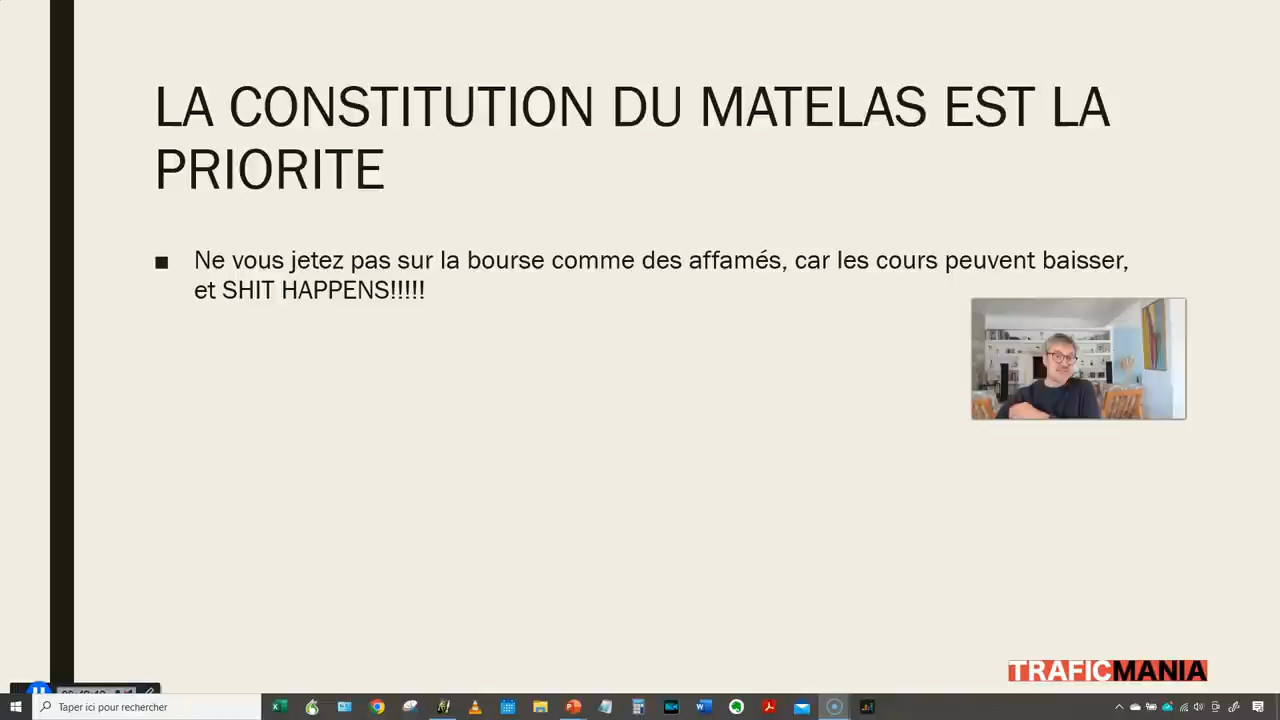 LA CONSTITUTION DU MATELAS EST LA
PRIORITE
Ne vous jetez pas sur la bourse comme des affamés, car les cours peuvent baisser,
et SHIT HAPPENS!!!!!
TRAFICMANIA
Taper ici pour rechercher